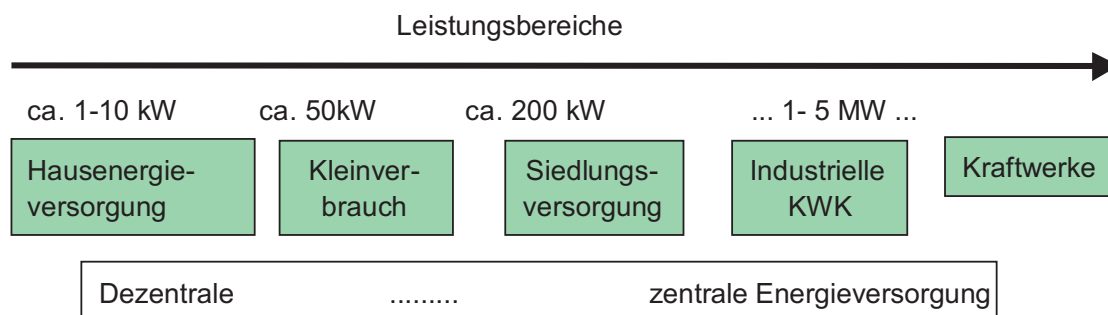 Leistungsbereiche
ca. 1-10 kW ca. 50kW ca. 200 kW ... 1- 5 MW ...
Hausenergie-
versorgung
Kleinver-
brauch
Siedlungs-
versorgung
Industrielle
KWK
Kraftwerke
Dezentrale ......... zentrale Energieversorgung